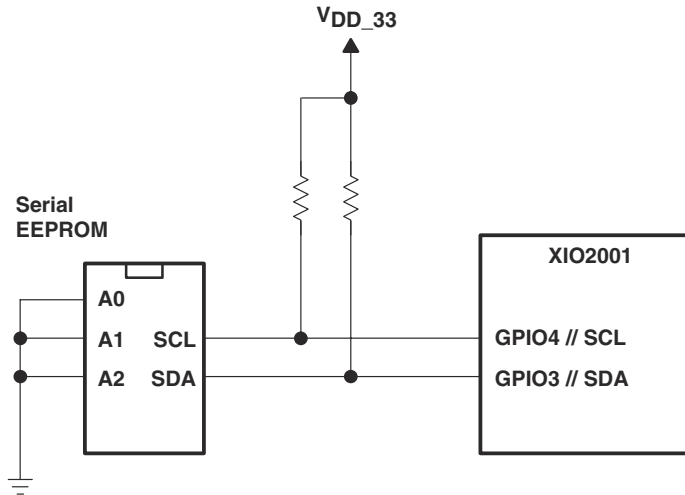 VDD_33
Serial
EEPROM
A0
A1
A2
SCL
SDA
XIO2001
GPIO4 // SCL
GPIO3 // SDA